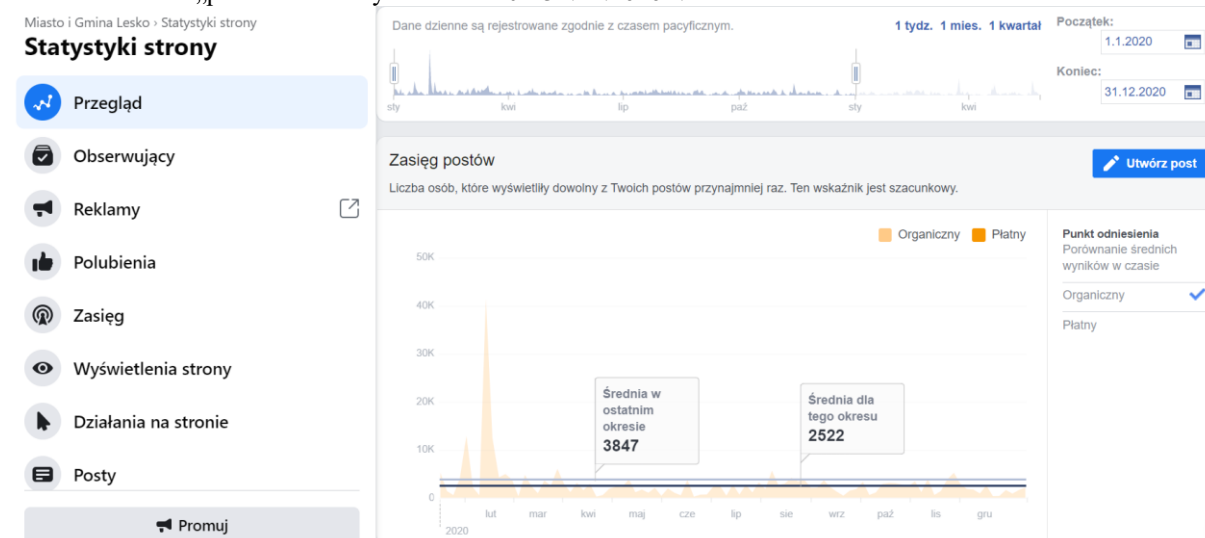 Miasto i Gmina Lesko › Statystyki strony
Statystyki strony
Przegląd
Obserwujący
Reklamy
Polubienia
Zasięg
Wyświetlenia strony
Działania na stronie
Posty
Promuj
Dane dzienne są rejestrowane zgodnie z czasem pacyficznym.
1 tydz. 1 mies. 1 kwartał
Początek:
1.1.2020
Koniec:
31.12.2020
sty kwi lip paź sty kwi
Zasięg postów
Utwórz post
Liczba osób, które wyświetliły dowolny z Twoich postów przynajmniej raz. Ten wskaźnik jest szacunkowy.
Organiczny Płatny
50K
40K
30K
20K
10K
0
Średnia w
ostatnim
okresie
3847
Średnia dla
tego okresu
2522
lut mar kwi maj cze lip sie wrz paź lis gru
2020
Punkt odniesienia
Porównanie średnich
wyników w czasie
Organiczny
Płatny